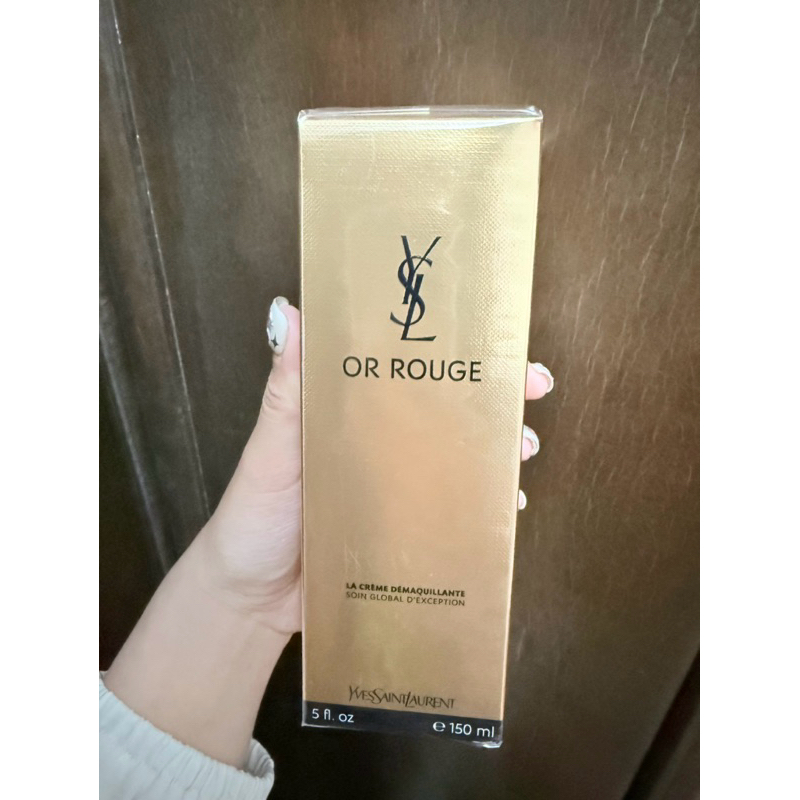 YSL
OR ROUGE
LA CRÈME DÉMAQUILLANTE
SOIN GLOBAL D'EXCEPTION
YVESSAINTLAURENT
5 fl. oz
℮ 150 ml